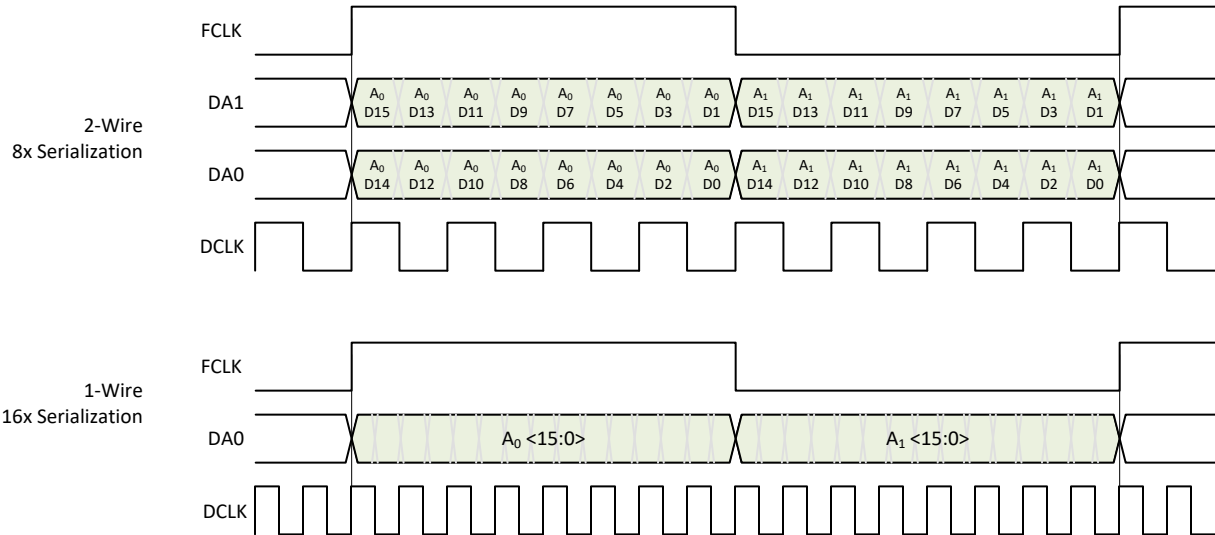 FCLK
DA1
A0 A0 A0 A0 A0 A0 A0 A0 A1 A1 A1 A1 A1 A1 A1 A1
D15 D13 D11 D9 D7 D5 D3 D1 D15 D13 D11 D9 D7 D5 D3 D1
2-Wire
8x Serialization
DA0
A0 A0 A0 A0 A0 A0 A0 A0 A1 A1 A1 A1 A1 A1 A1 A1
D14 D12 D10 D8 D6 D4 D2 D0 D14 D12 D10 D8 D6 D4 D2 D0
DCLK
FCLK
1-Wire
16x Serialization
DA0
A0 <15:0> A1 <15:0>
DCLK